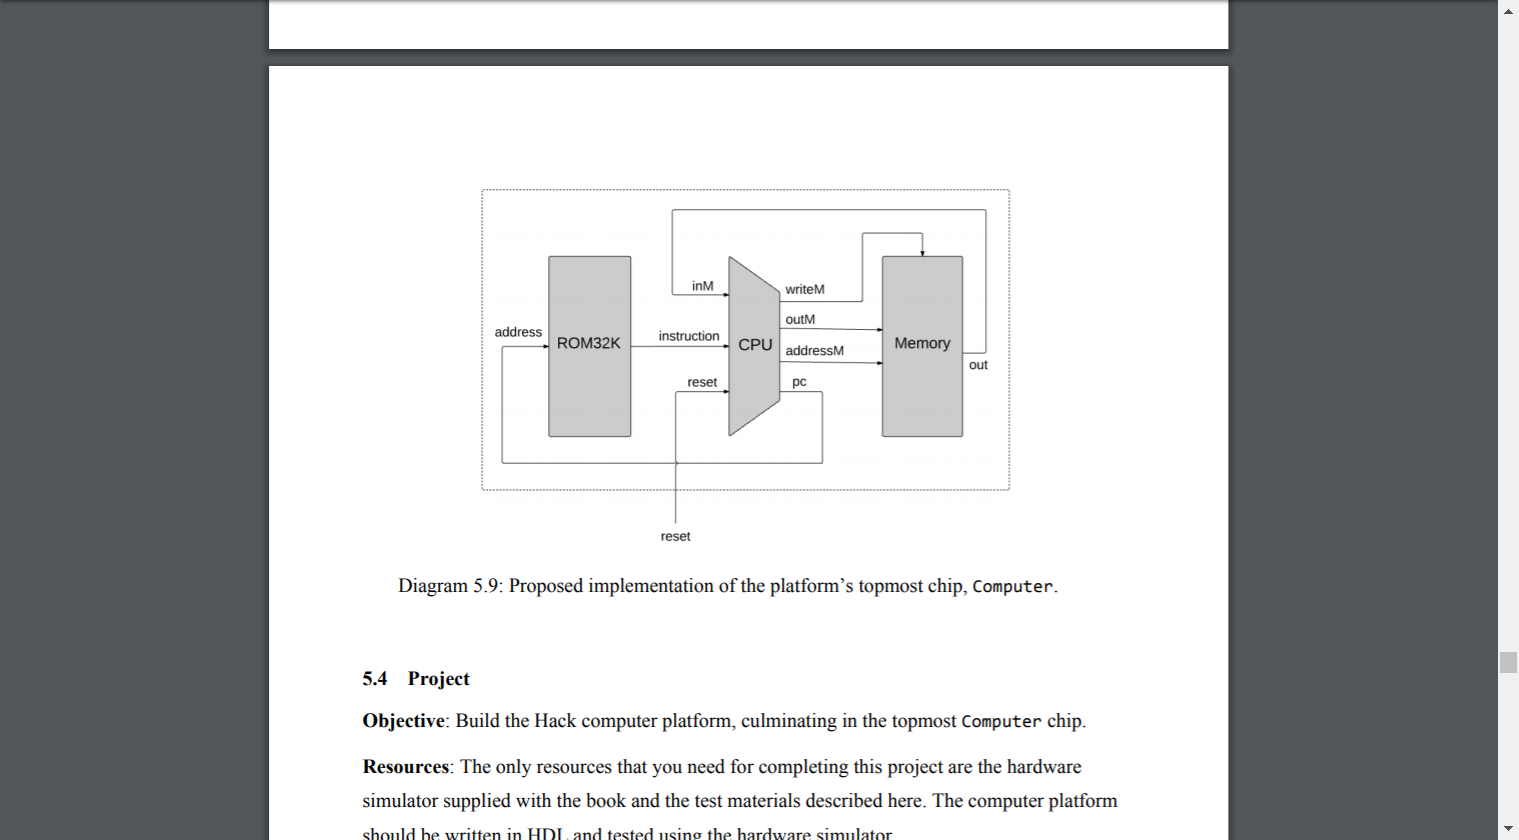 inM
writeM
outM
address
ROM32K
instruction
CPU
addressM
Memory
out
reset
pc
reset
Diagram 5.9: Proposed implementation of the platform’s topmost chip, Computer.
5.4 Project
Objective: Build the Hack computer platform, culminating in the topmost Computer chip.
Resources: The only resources that you need for completing this project are the hardware
simulator supplied with the book and the test materials described here. The computer platform
should be written in HDL and tested using the hardware simulator